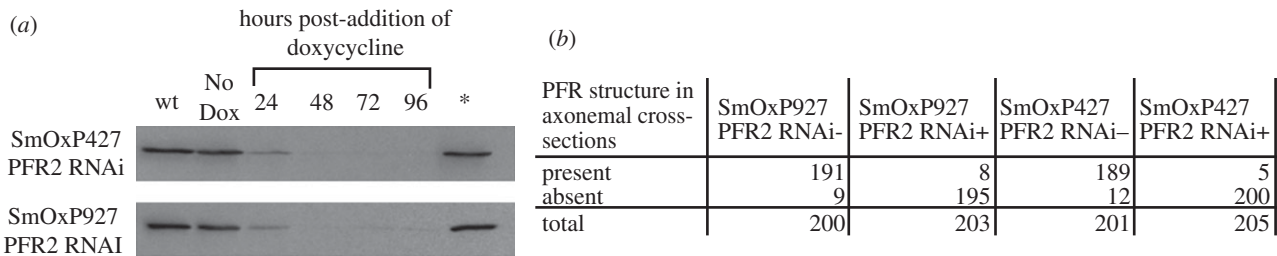 (a)
hours post-addition of
doxycycline
wt
No
Dox
24 48 72 96 *
SmOxP427
PFR2 RNAi
SmOxP927
PFR2 RNAI
(b)
PFR structure in
axonemal cross-
sections
SmOxP927
PFR2 RNAi-
SmOxP927
PFR2 RNAi+
SmOxP427
PFR2 RNAi–
SmOxP427
PFR2 RNAi+
present 191 8 189 5
absent 9 195 12 200
total 200 203 201 205